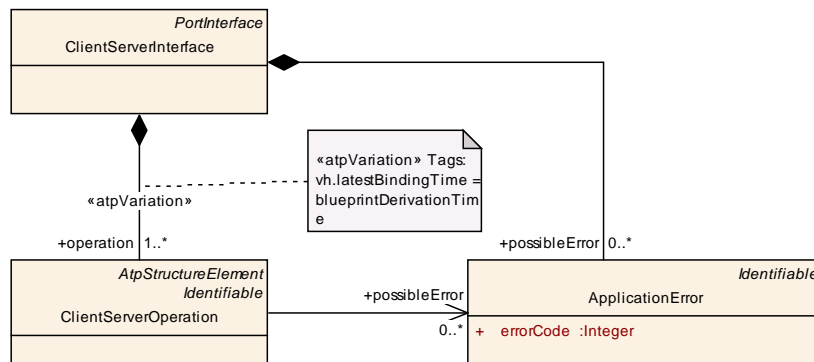 PortInterface
ClientServerInterface
«atpVariation» Tags:
vh.latestBindingTime =
blueprintDerivationTim
e
«atpVariation»
+operation 1..*
+possibleError 0..*
AtpStructureElement
Identifiable
ClientServerOperation
+possibleError
0..*
Identifiable
ApplicationError
+ errorCode :Integer